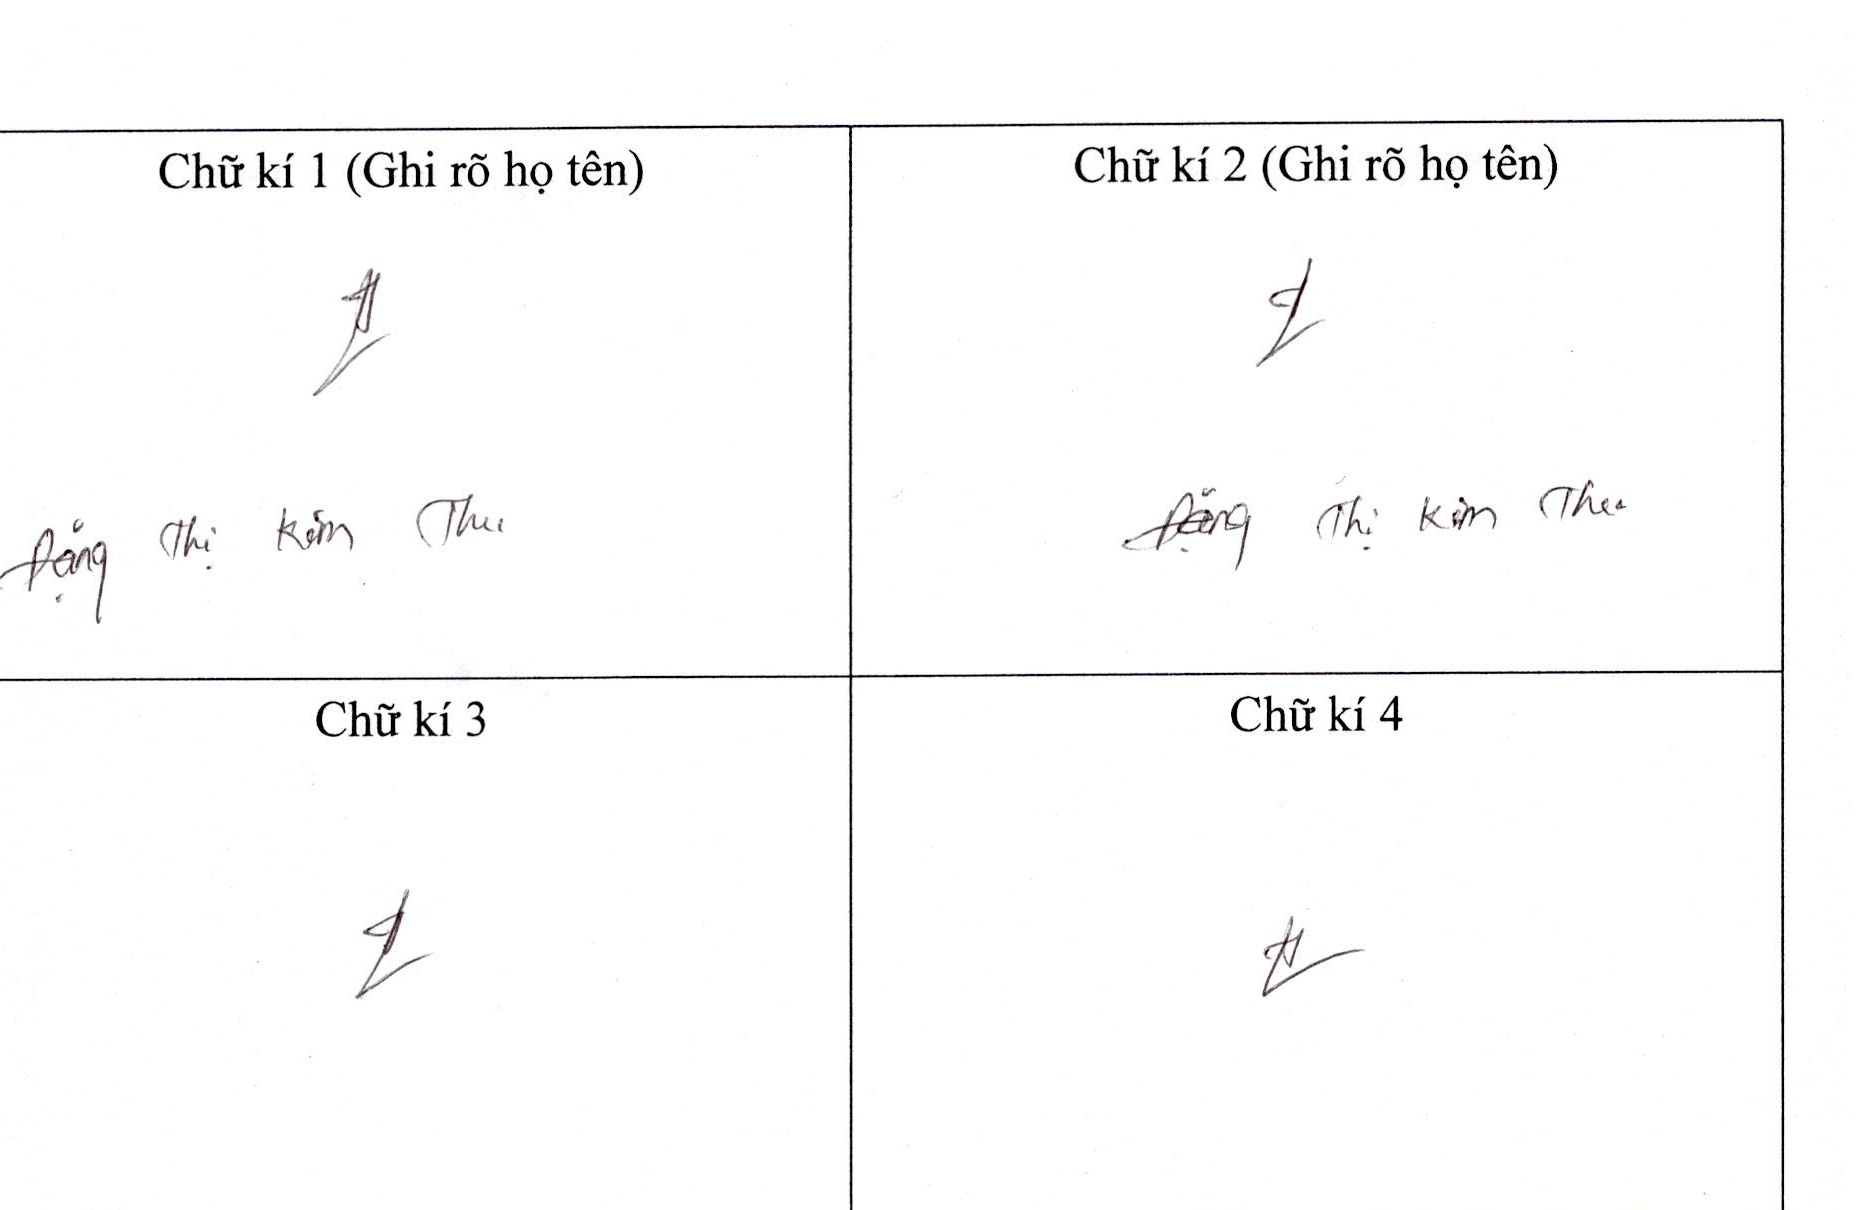 Chữ kí 1 (Ghi rõ họ tên)
Chữ kí 2 (Ghi rõ họ tên)
Đặng Thị Kim Thu
Đặng Thị Kim Thu
Chữ kí 3
Chữ kí 4